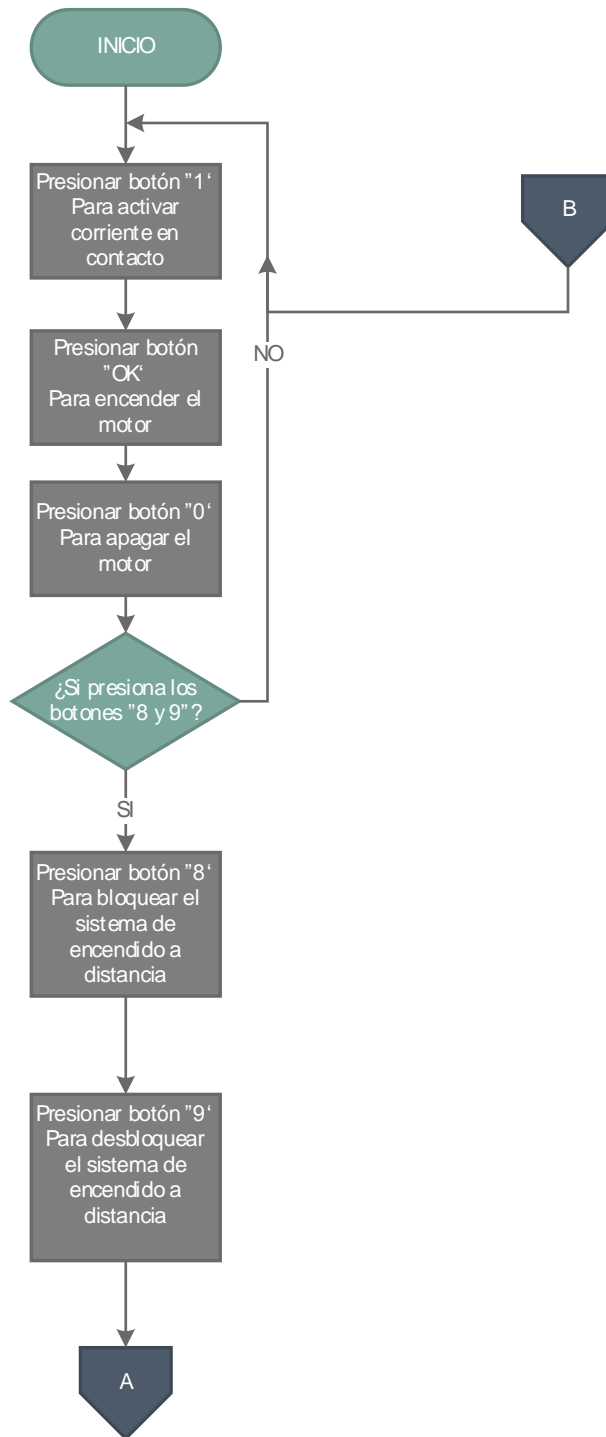 INICIO
Presionar botón ”1‘
Para activar
corriente en
contacto
B
Presionar botón
”OK‘
Para encender el
motor
NO
Presionar botón ”0‘
Para apagar el
motor
¿Si presiona los
botones ”8 y 9”?
SI
Presionar botón ”8‘
Para bloquear el
sistema de
encendido a
distancia
Presionar botón ”9‘
Para desbloquear
el sistema de
encendido a
distancia
A